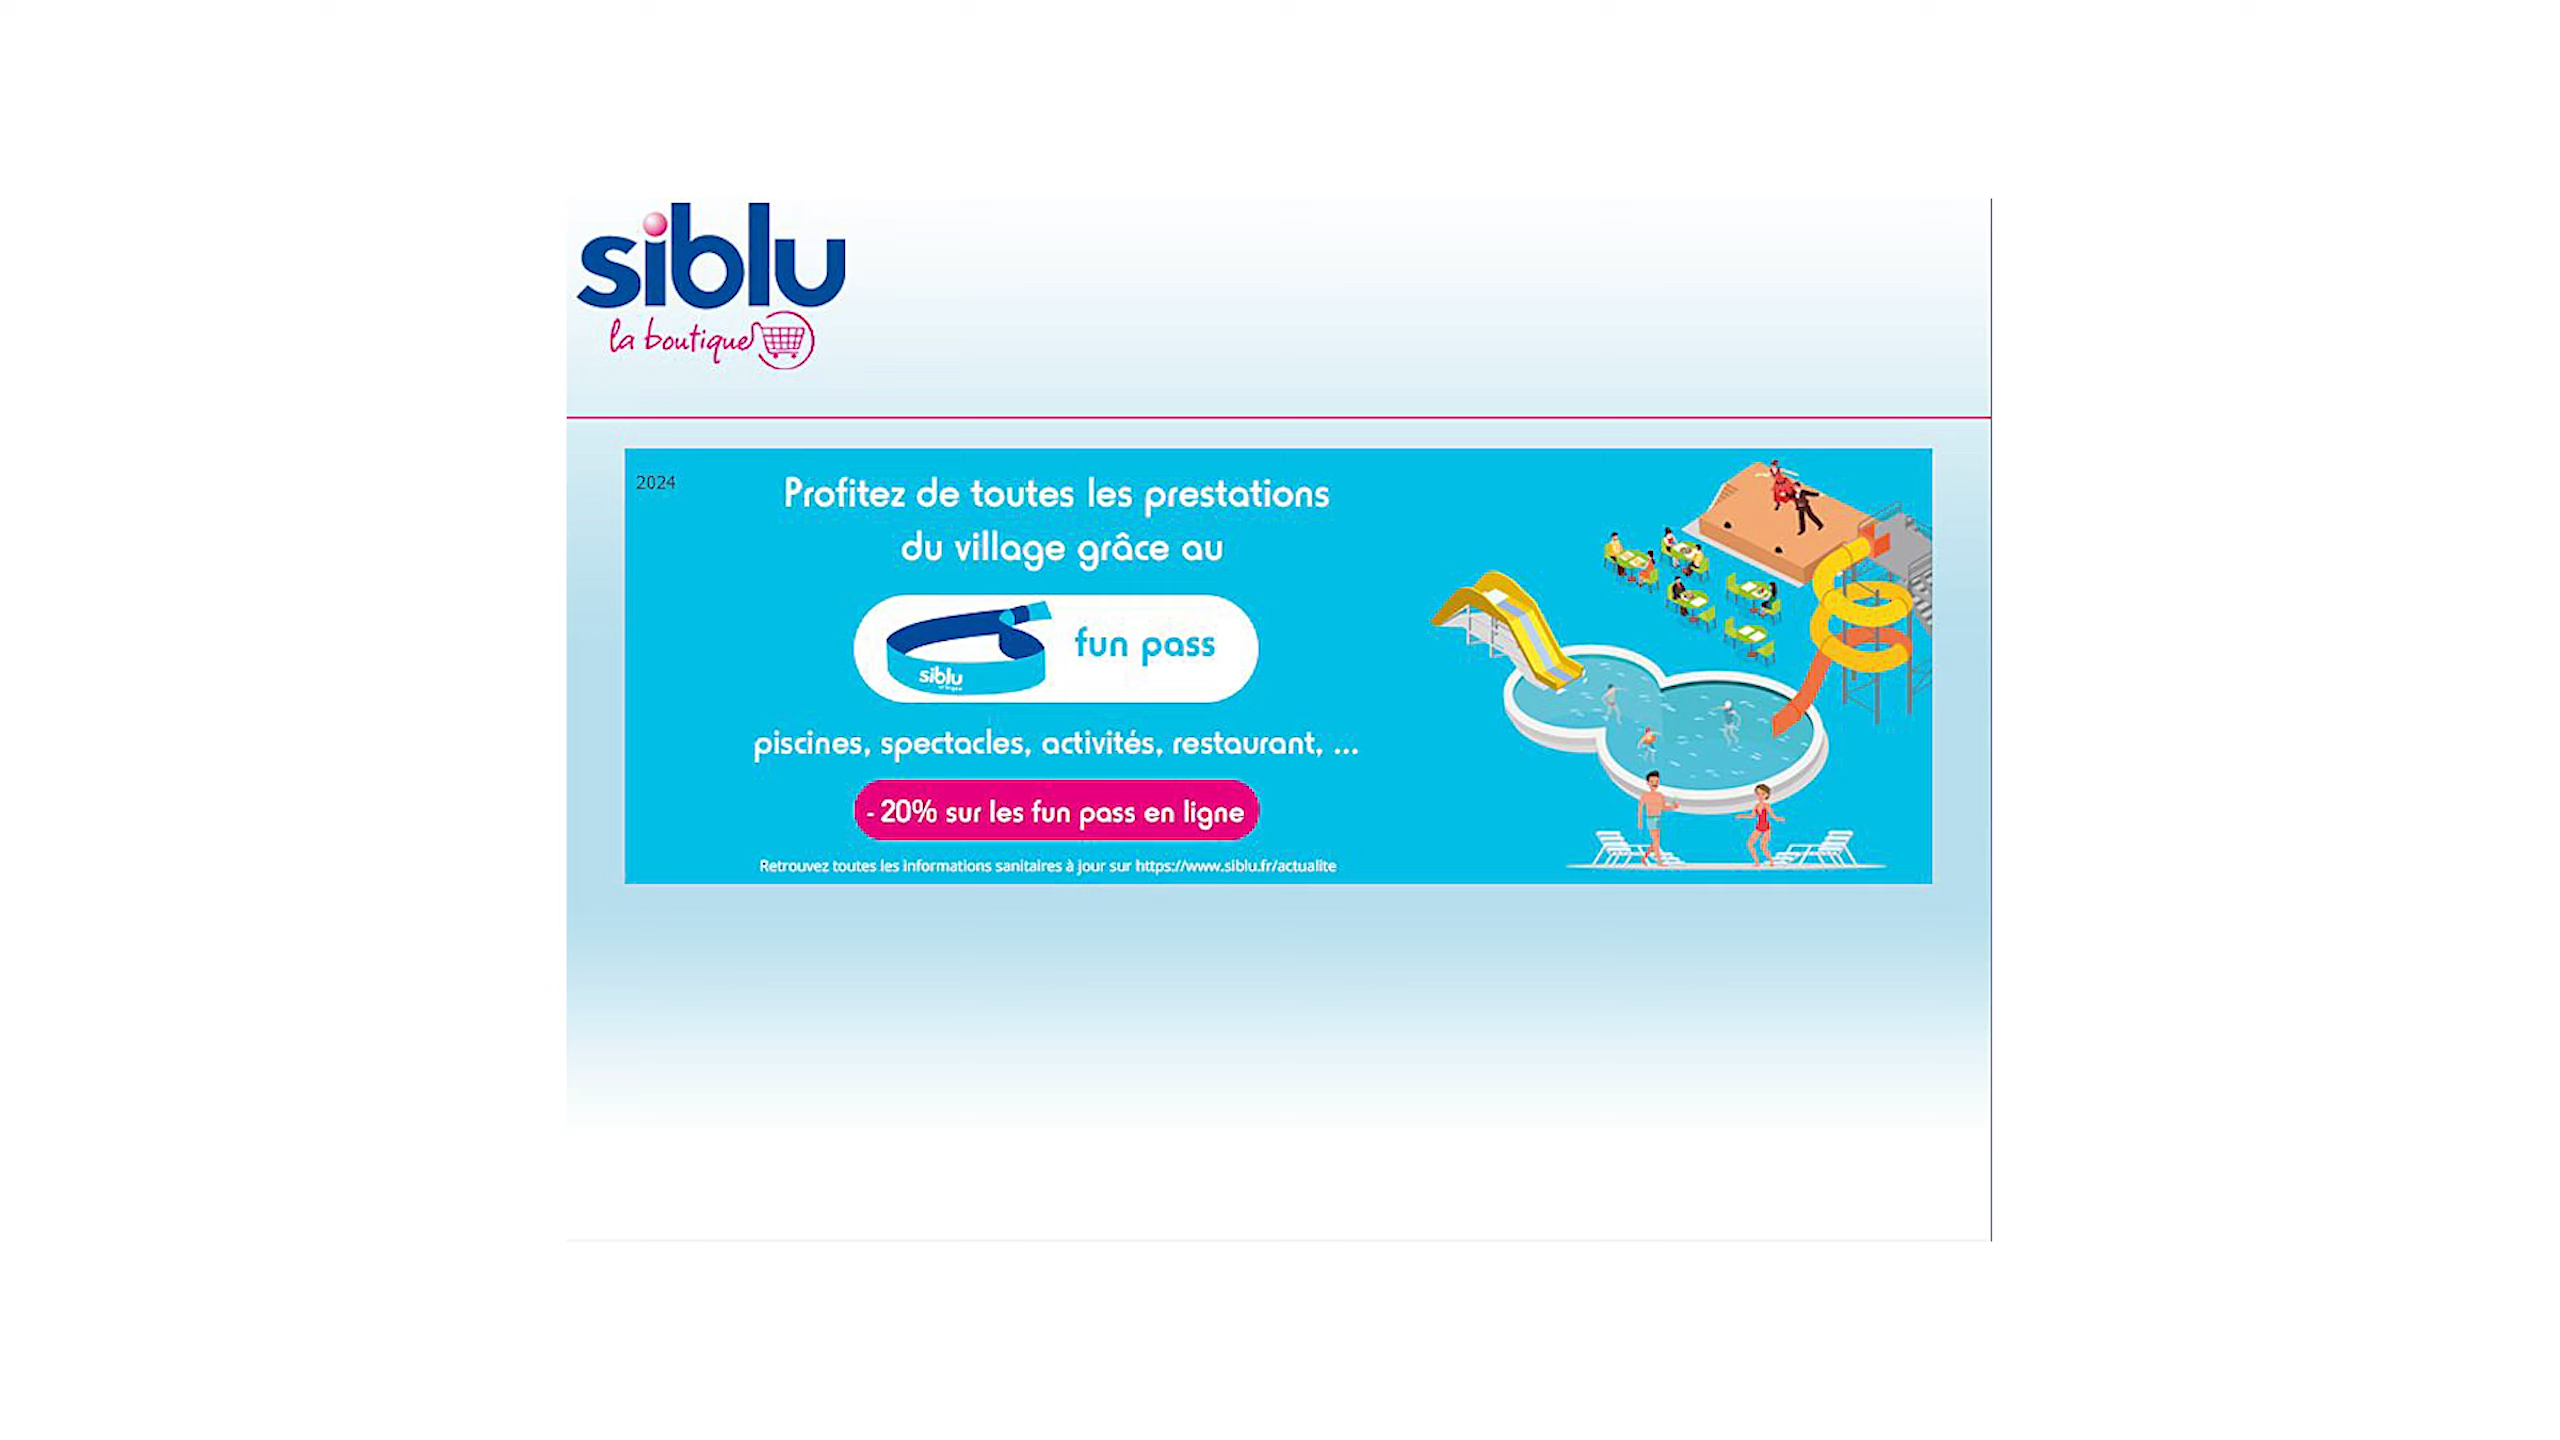 siblu
la boutique
2024
Profitez de toutes les prestations
du village grâce au
siblu
fun pass
piscines, spectacles, activités, restaurant, ...
- 20% sur les fun pass en ligne
Retrouvez toutes les informations sanitaires à jour sur https://www.siblu.fr/actualite